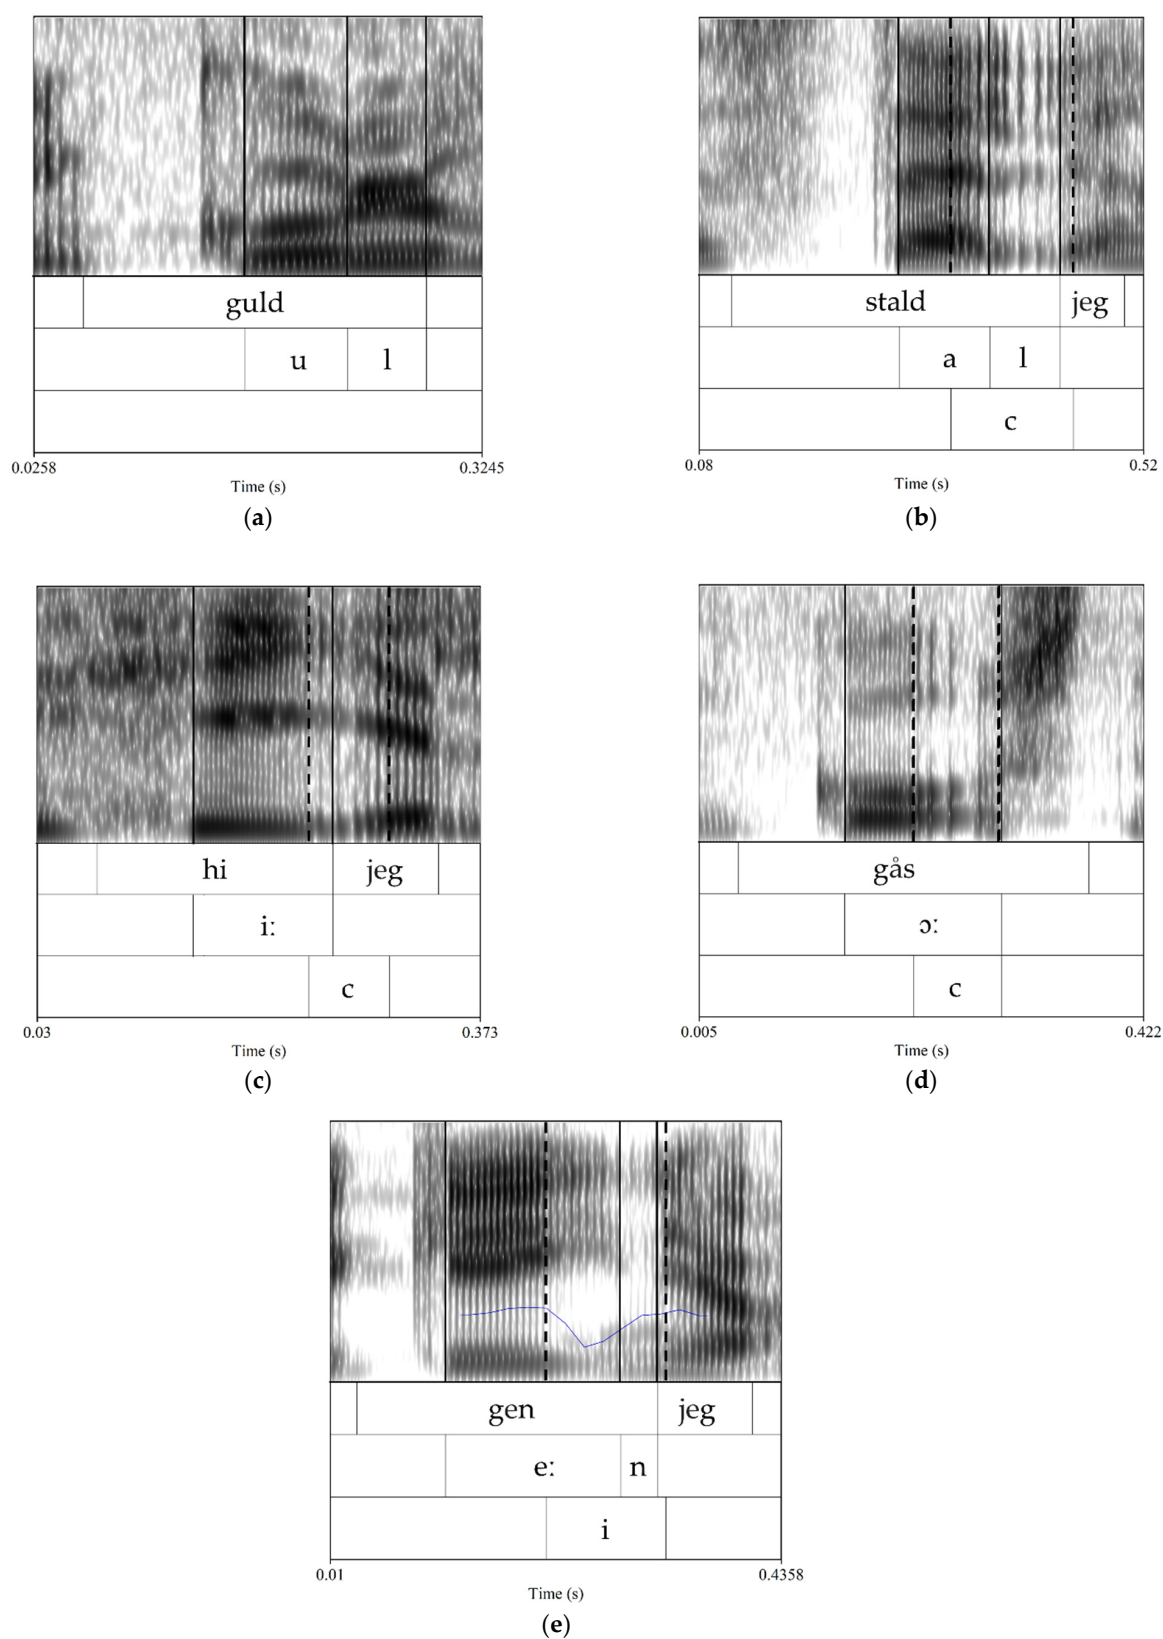 guld
u l
0.0258 0.3245
Time (s)
(a)
stald jeg
a l
c
0.08 0.52
Time (s)
(b)
hi jeg
iː
c
0.03 0.373
Time (s)
(c)
gås
ɔː
c
0.005 0.422
Time (s)
(d)
gen jeg
eː n
i
0.01 0.4358
Time (s)
(e)